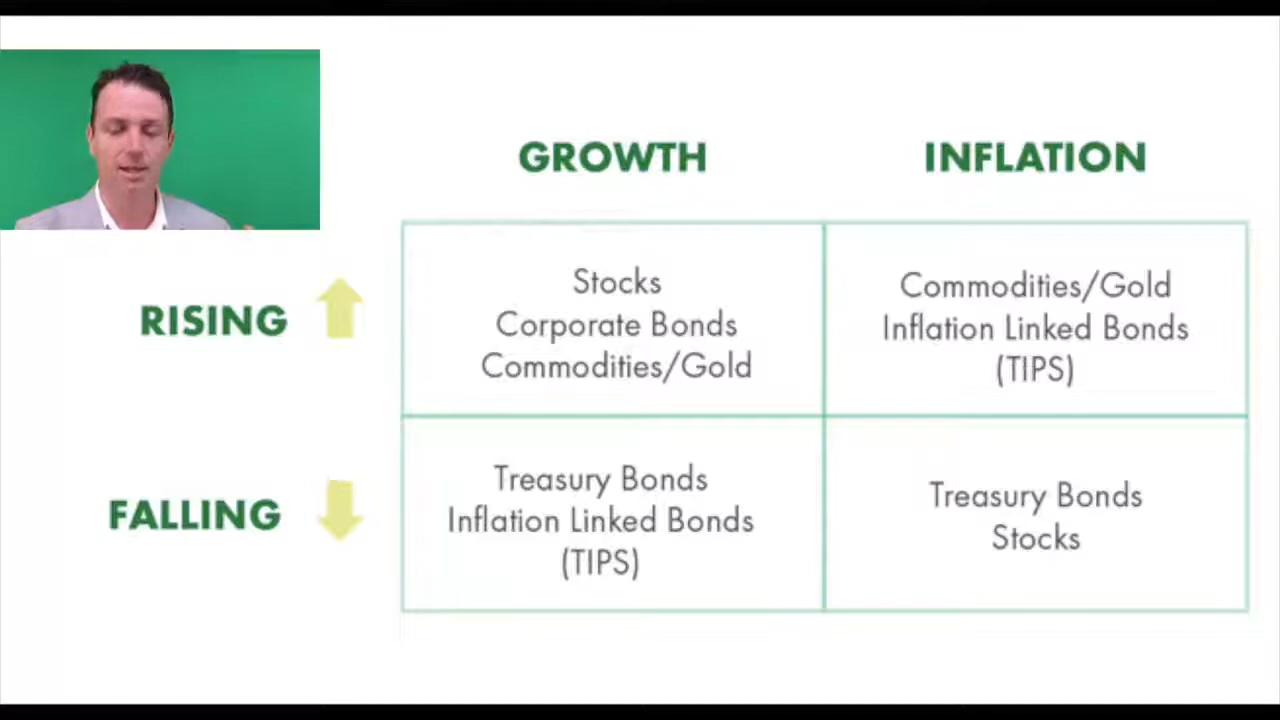 GROWTH
INFLATION
RISING
Stocks
Corporate Bonds
Commodities/Gold
Commodities/Gold
Inflation Linked Bonds
(TIPS)
FALLING
Treasury Bonds
Inflation Linked Bonds
(TIPS)
Treasury Bonds
Stocks